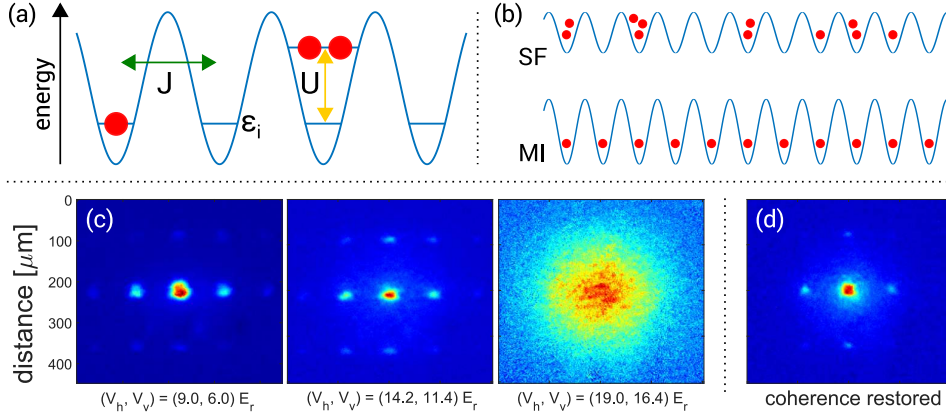 (a)
energy
J
U
εᵢ
(b)
SF
MI
distance [μm]
0
100
200
300
400
(c)
(V_h, V_v) = (9.0, 6.0) E_r
(V_h, V_v) = (14.2, 11.4) E_r
(V_h, V_v) = (19.0, 16.4) E_r
(d)
coherence restored